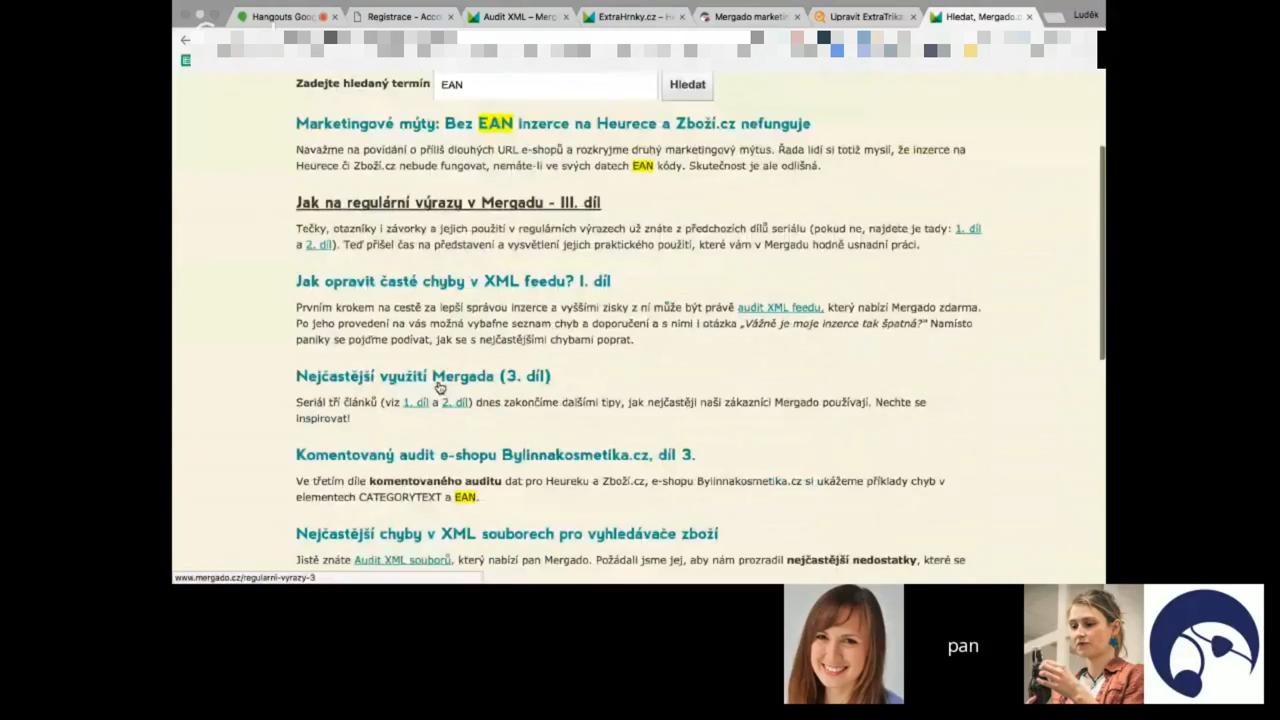 Hangouts Goo
Registrace - Acco
Audit XML – Merg
ExtraHrnky.cz – H
Mergado market
Upravit ExtraTrika
Hledat, Mergado.c
Luděk
Zadejte hledaný termín
EAN
Hledat
Marketingové mýty: Bez EAN inzerce na Heurece a Zboží.cz nefunguje
Navažme na povídání o příliš dlouhých URL e-shopů a rozkryjme druhý marketingový mýtus. Řada lidí si totiž myslí, že inzerce na
Heurece či Zboží.cz nebude fungovat, nemáte-li ve svých datech EAN kódy. Skutečnost je ale odlišná.
Jak na regulární výrazy v Mergadu - III. díl
Tečky, otazníky i závorky a jejich použití v regulárních výrazech už znáte z předchozích dílů seriálu (pokud ne, najdete je tady: 1. díl
a 2. díl). Teď přišel čas na představení a vysvětlení jejich praktického použití, které vám v Mergadu hodně usnadní práci.
Jak opravit časté chyby v XML feedu? I. díl
Prvním krokem na cestě za lepší správou inzerce a vyššími zisky z ní může být právě audit XML feedu, který nabízí Mergado zdarma.
Po jeho provedení na vás možná vybafne seznam chyb a doporučení a s nimi i otázka „Vážně je moje inzerce tak špatná?" Namísto
paniky se pojďme podívat, jak se s nejčastějšími chybami poprat.
Nejčastější využití Mergada (3. díl)
Seriál tří článků (viz 1. díl a 2. díl) dnes zakončíme dalšími tipy, jak nejčastěji naši zákazníci Mergado používají. Nechte se
inspirovat!
Komentovaný audit e-shopu Bylinnakosmetika.cz, díl 3.
Ve třetím díle komentovaného auditu dat pro Heureku a Zboží.cz, e-shopu Bylinnakosmetika.cz si ukážeme příklady chyb v
elementech CATEGORYTEXT a EAN.
Nejčastější chyby v XML souborech pro vyhledávače zboží
Jistě znáte Audit XML souborů, který nabízí pan Mergado. Požádali jsme jej, aby nám prozradil nejčastější nedostatky, které se
www.mergado.cz/regularni-vyrazy-3
pan